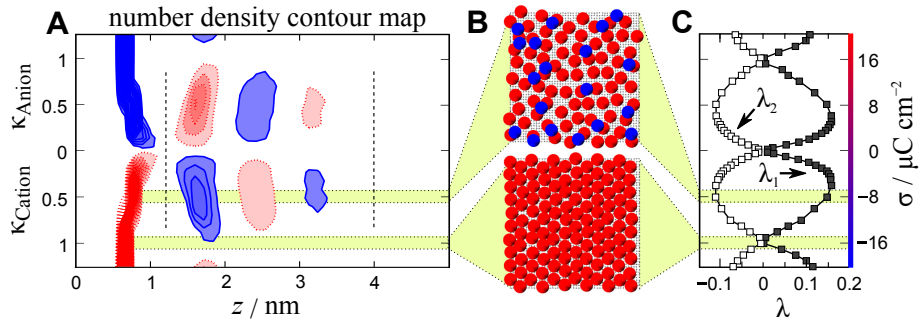 A number density contour map B C
κAnion
κCation
1
0.5
0
0.5
1
0 1 2 3 4 5
z / nm
λ2
λ1
−0.1 0 0.1 0.2
λ
8
0
−8
−16
σ / μC cm−2